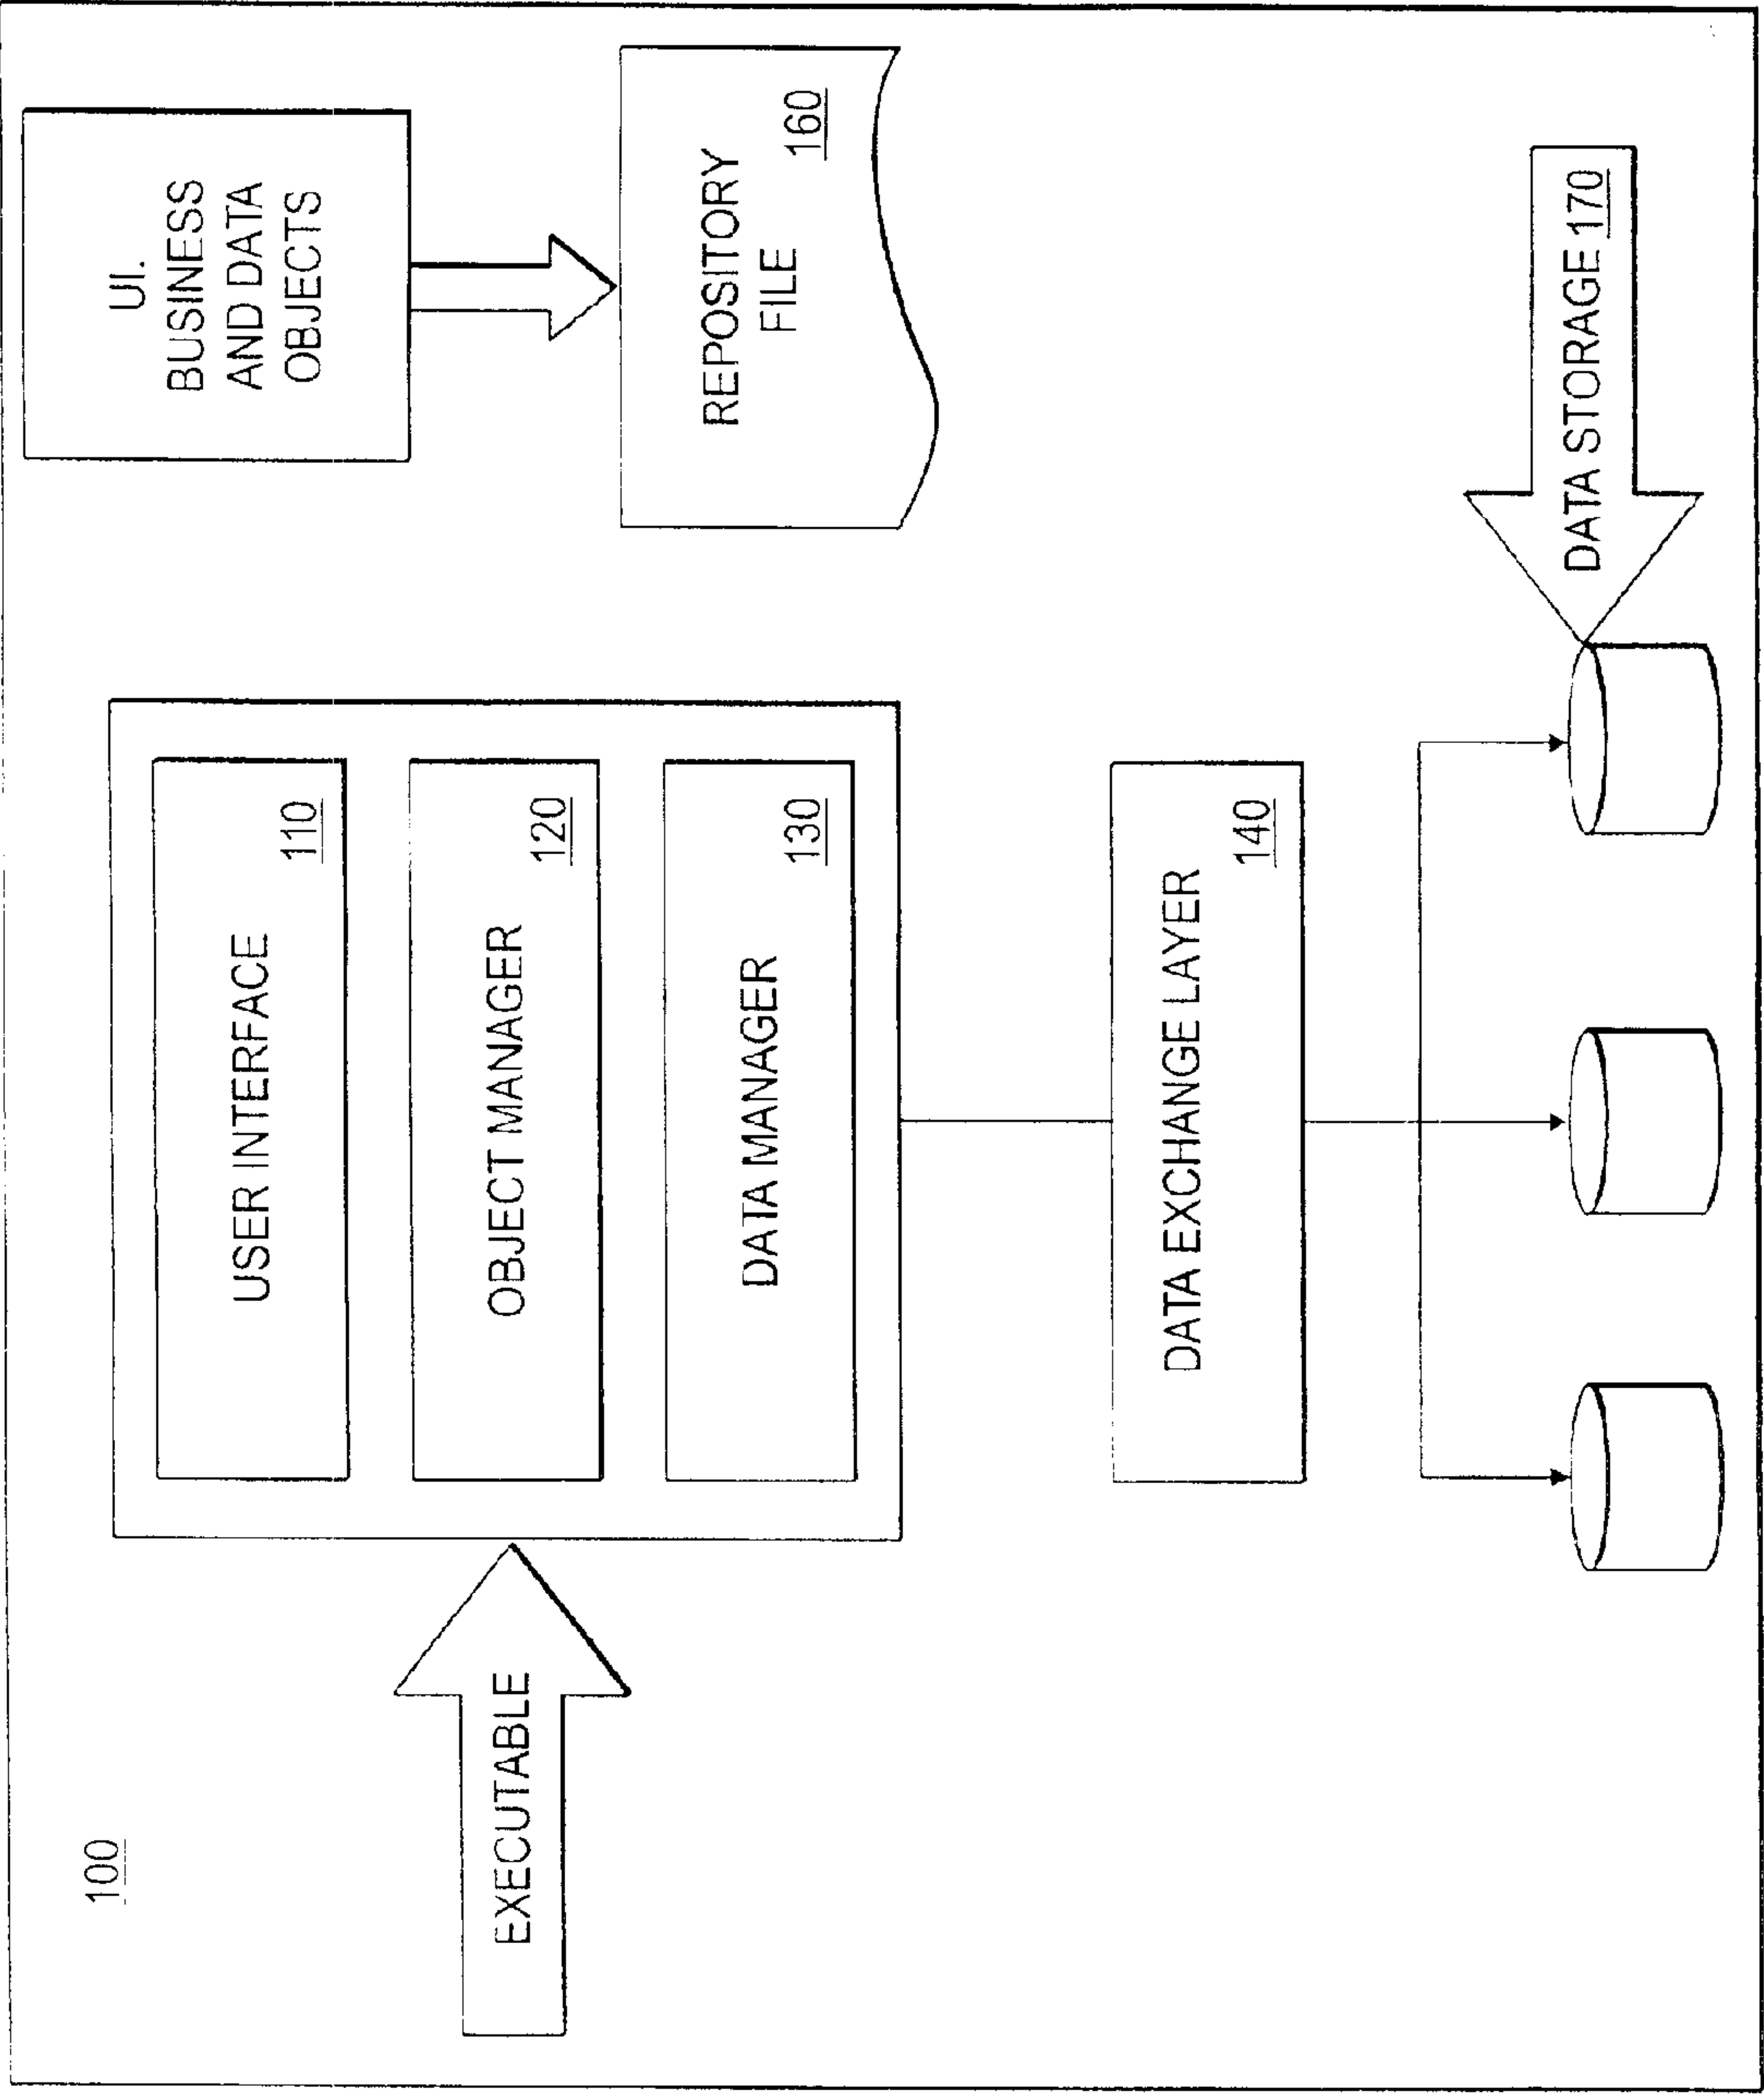 100
EXECUTABLE
USER INTERFACE
110
OBJECT MANAGER
120
DATA MANAGER
130
DATA EXCHANGE LAYER
140
UI.
BUSINESS
AND DATA
OBJECTS
REPOSITORY
FILE
160
DATA STORAGE 170